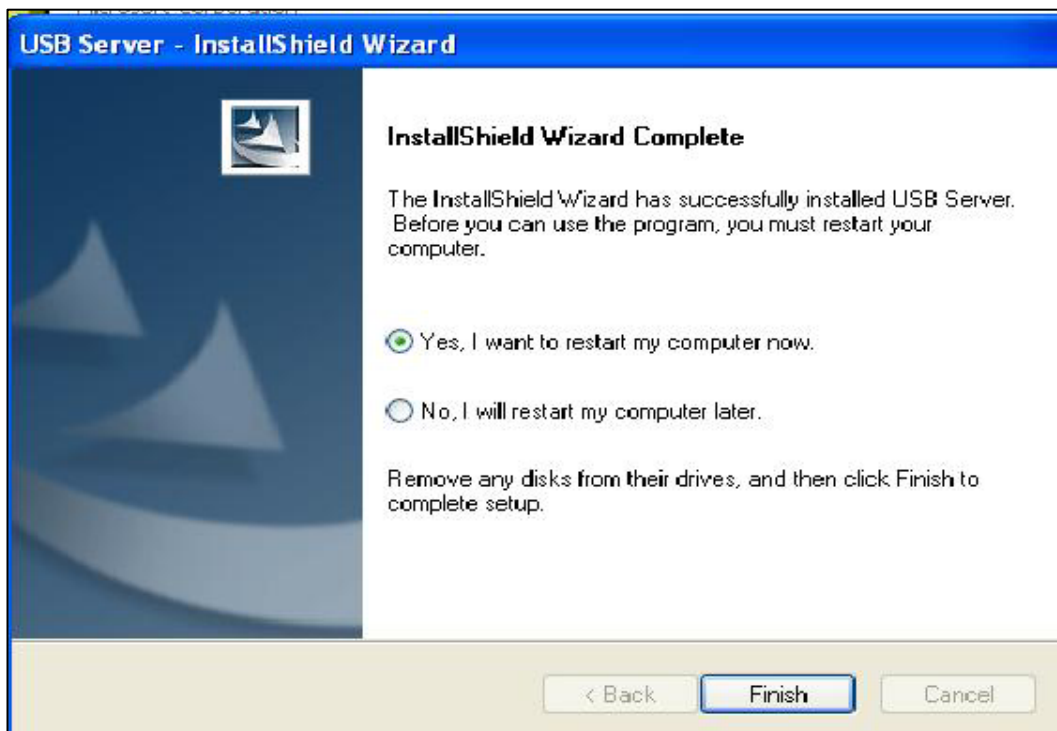 USB Server - InstallShield Wizard
InstallShield Wizard Complete
The InstallShield Wizard has successfully installed USB Server.
Before you can use the program, you must restart your
computer.
Yes, I want to restart my computer now.
No, I will restart my computer later.
Remove any disks from their drives, and then click Finish to
complete setup.
< Back Finish Cancel